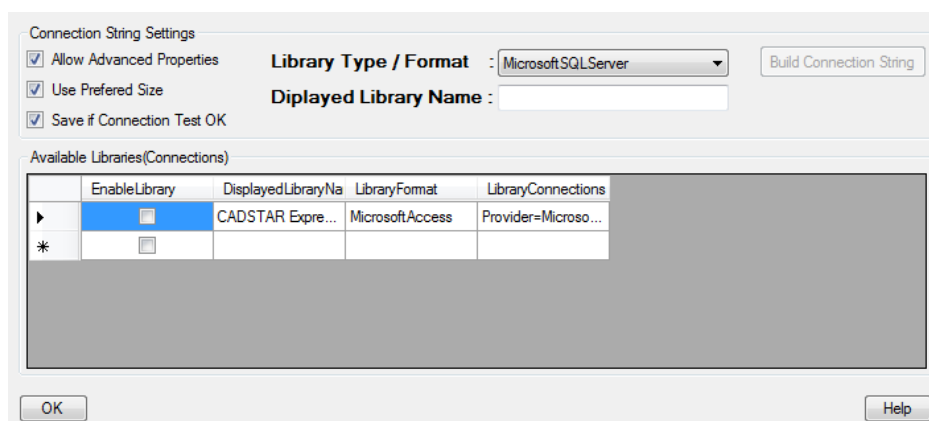 Connection String Settings
Allow Advanced Properties
Library Type / Format : MicrosoftSQLServer
Build Connection String
Use Prefered Size
Diplayed Library Name :
Save if Connection Test OK
Available Libraries(Connections)
EnableLibrary DisplayedLibraryNa LibraryFormat LibraryConnections
CADSTAR Expre... MicrosoftAccess Provider=Microso...
OK
Help